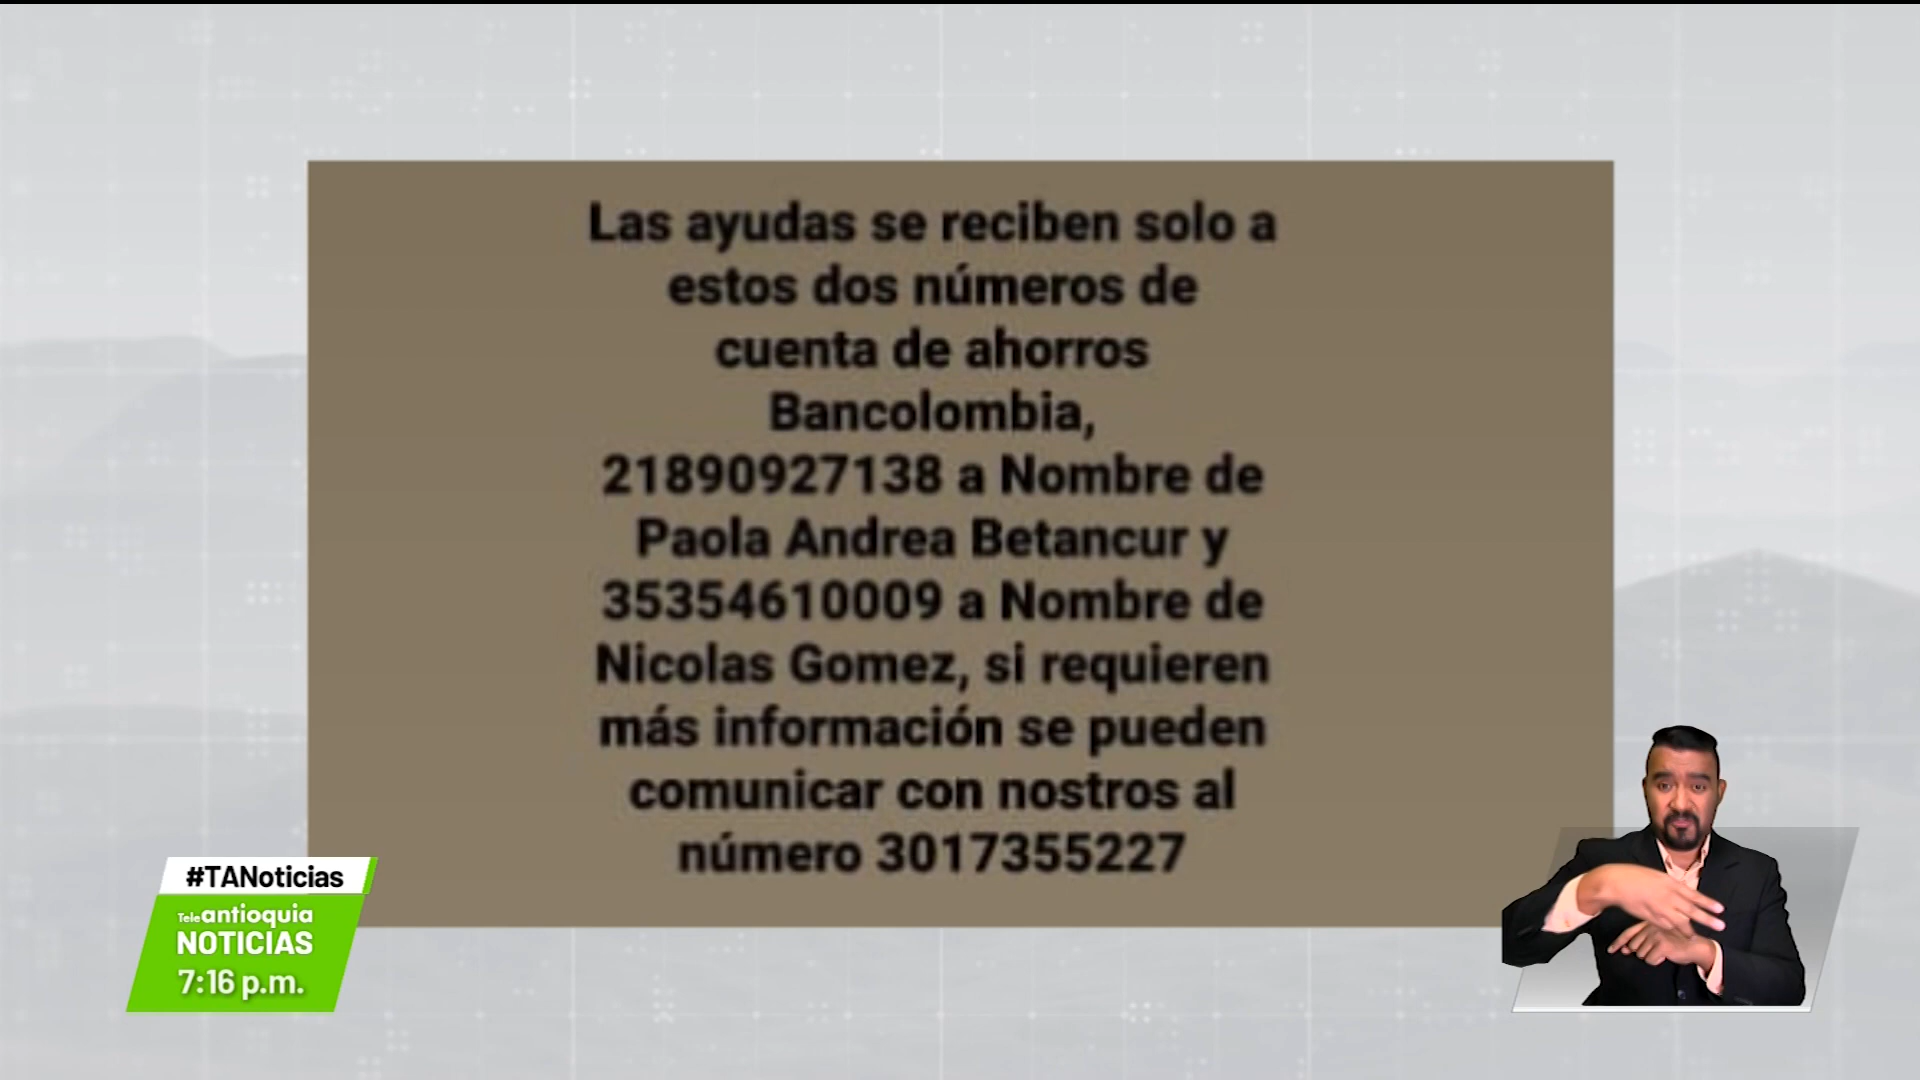 Las ayudas se reciben solo a
estos dos números de
cuenta de ahorros
Bancolombia,
21890927138 a Nombre de
Paola Andrea Betancur y
35354610009 a Nombre de
Nicolas Gomez, si requieren
más información se pueden
comunicar con nostros al
número 3017355227
#TANoticias
Teleantioquia
NOTICIAS
7:16 p.m.